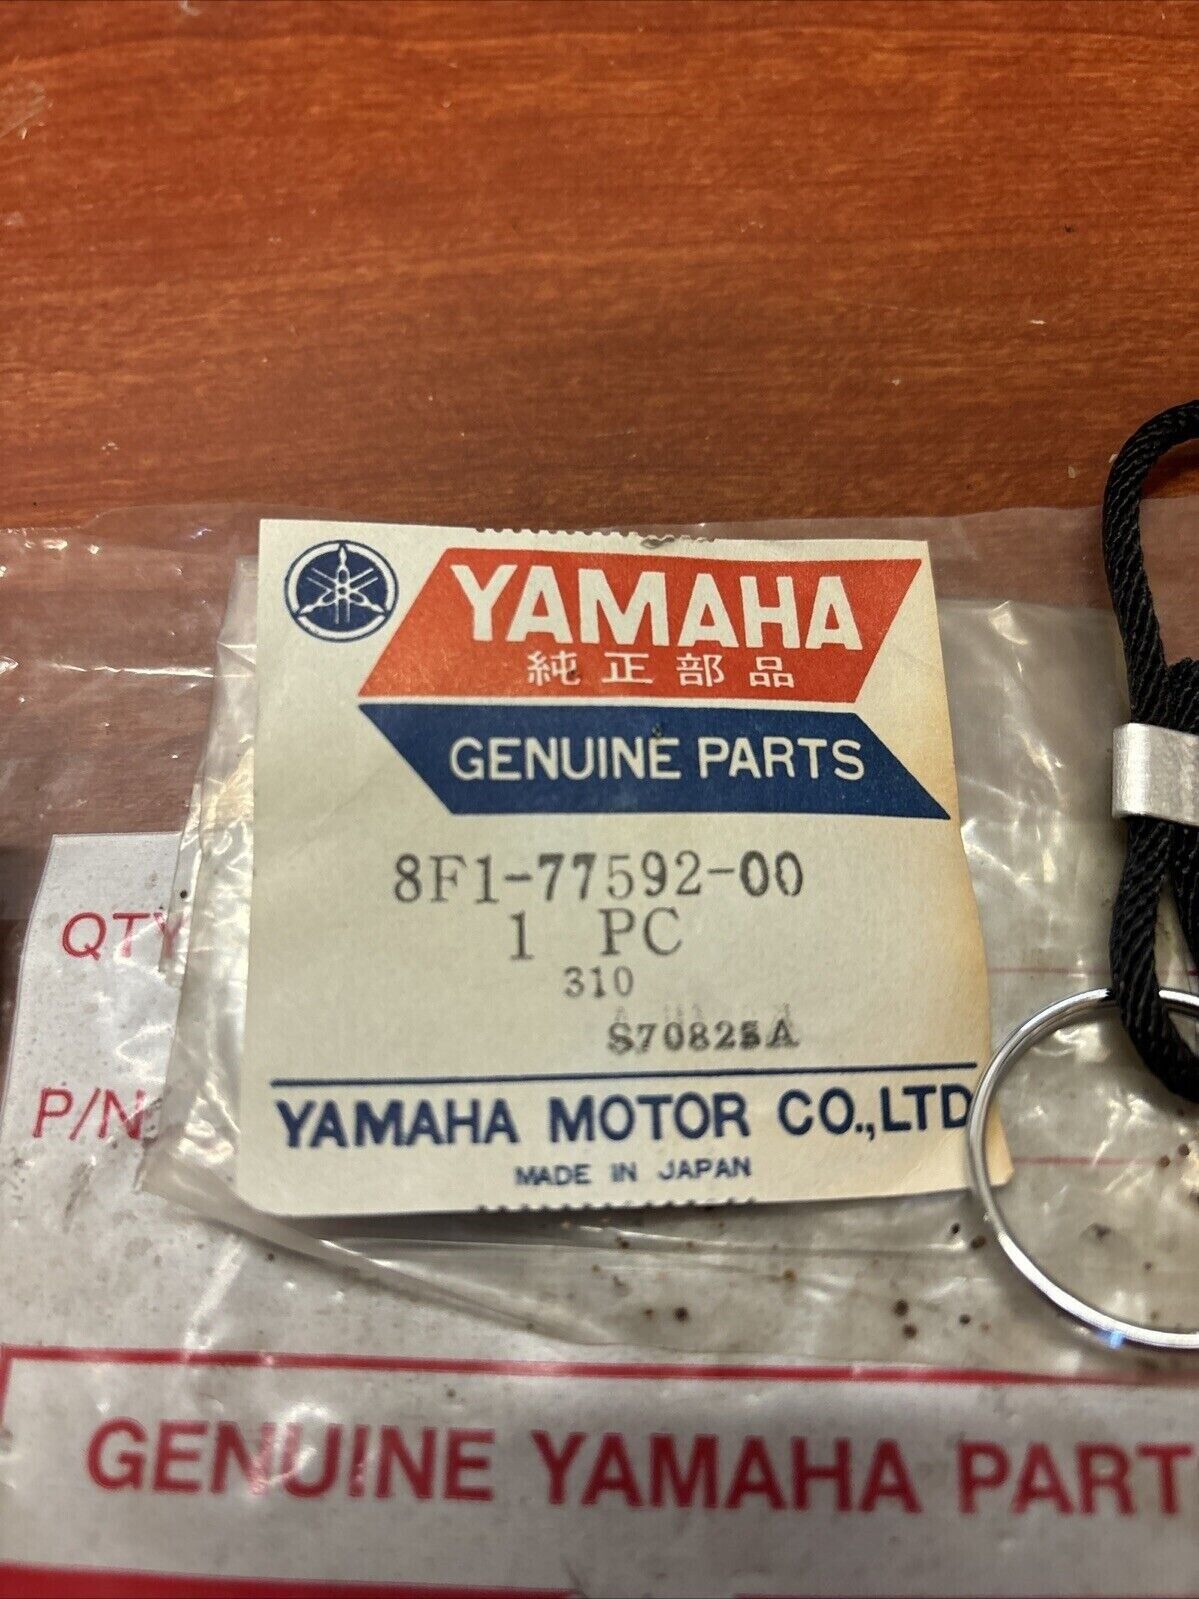 YAMAHA
純正部品
GENUINE PARTS
8F1-77592-00
1 PC
310
S70825A
YAMAHA MOTOR CO.,LTD
MADE IN JAPAN
QTY
P/N
GENUINE YAMAHA PART